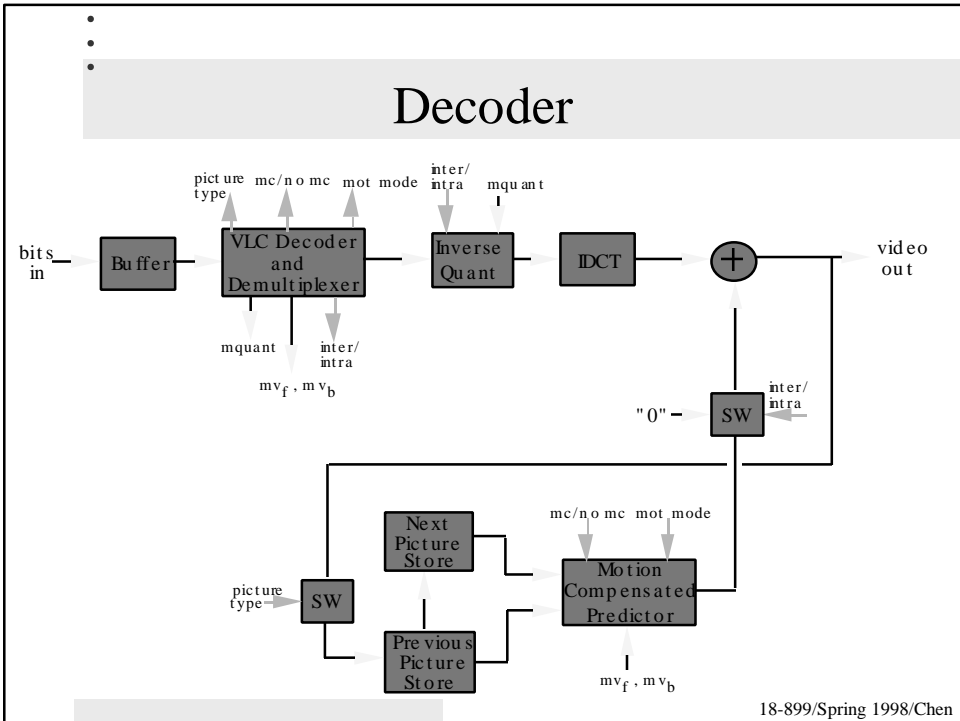 Decoder
picture
type
mc/no mc
mot mode
inter/
intra
mquant
bits
in
Buffer
VLC Decoder
and
Demultiplexer
Inverse
Quant
IDCT
+
video
out
mquant
mv_f , mv_b
inter/
intra
"0"
SW
inter/
intra
mc/no mc
mot mode
Next
Picture
Store
Motion
Compensated
Predictor
picture
type
SW
Previous
Picture
Store
mv_f , mv_b
18-899/Spring 1998/Chen